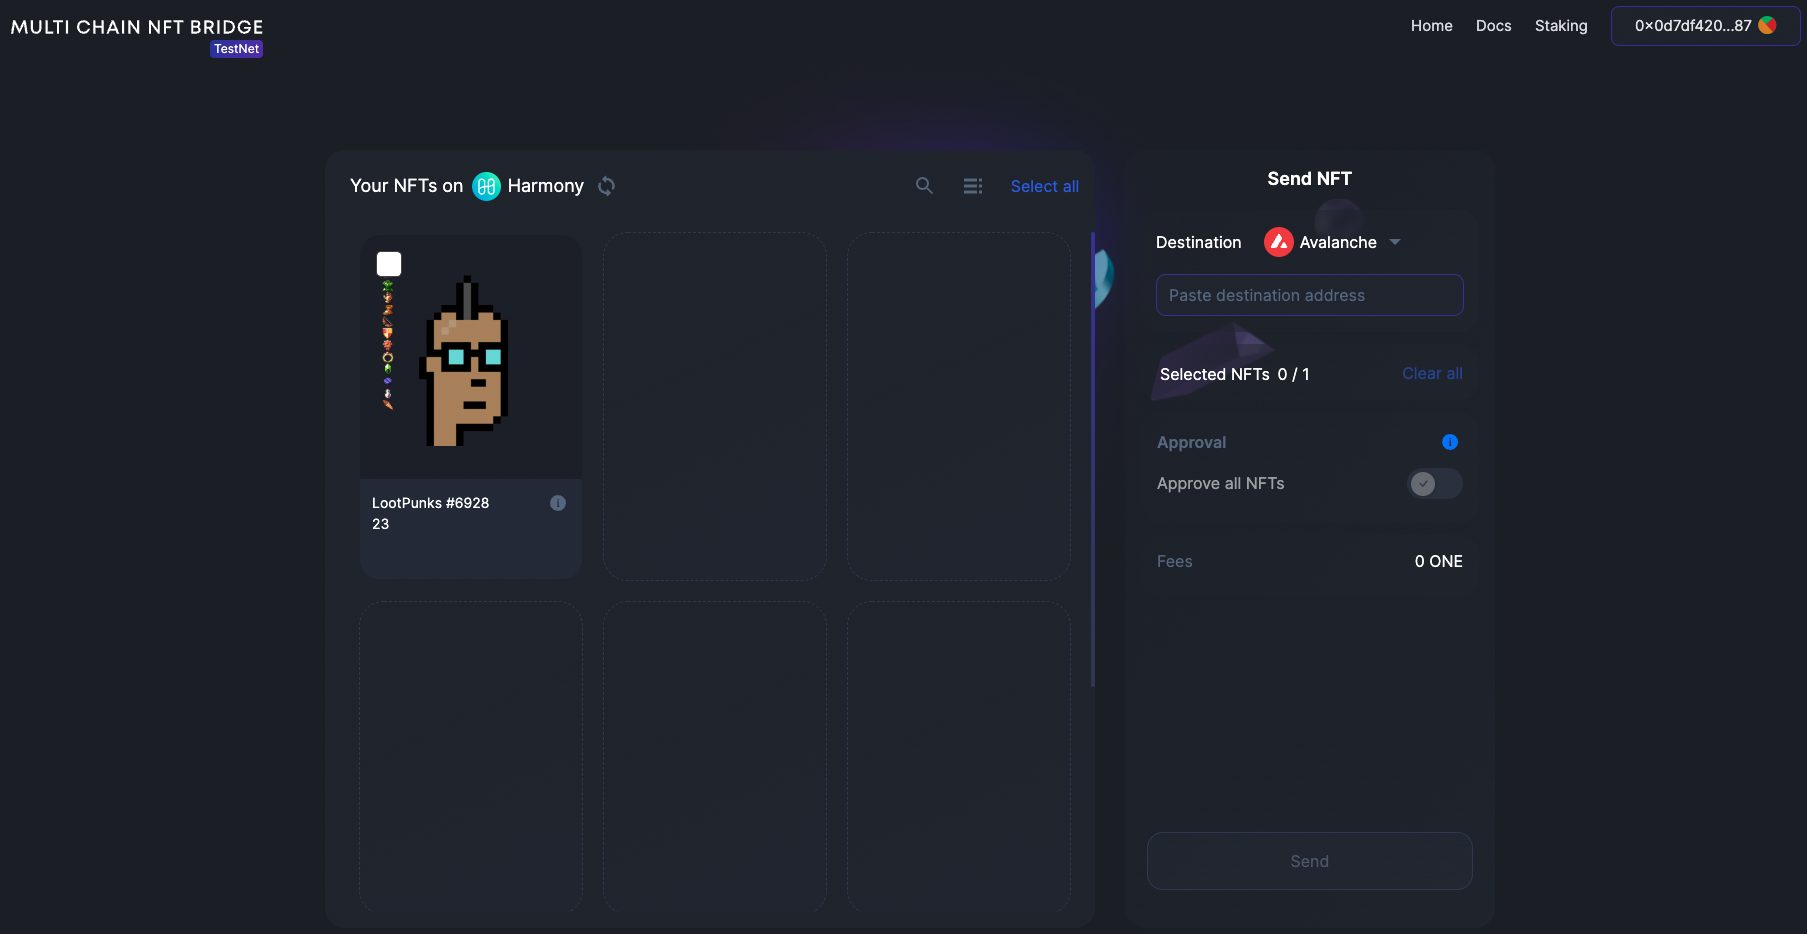 MULTI CHAIN NFT BRIDGE
TestNet
Home Docs Staking 0x0d7df420...87
Your NFTs on Harmony
Select all
LootPunks #6928
23
Send NFT
Destination Avalanche
Paste destination address
Selected NFTs 0 / 1 Clear all
Approval
Approve all NFTs
Fees 0 ONE
Send